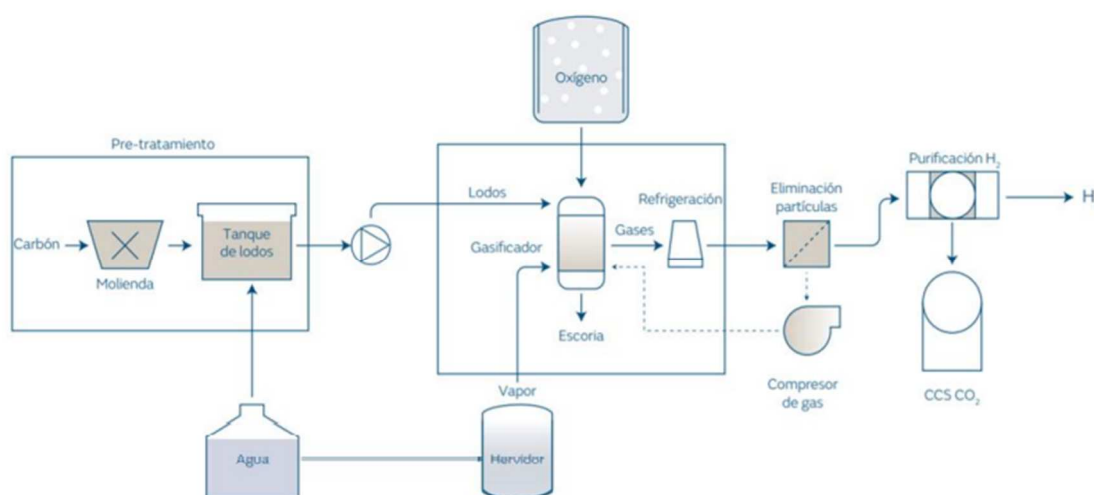 Oxígeno
Pre-tratamiento
Purificación H₂
Lodos
Refrigeración
Eliminación
partículas
H
Carbón
Tanque
de lodos
Gasificador
Gases
Molienda
Escoria
Vapor
Compresor
de gas
CCS CO₂
Agua
Hervidor